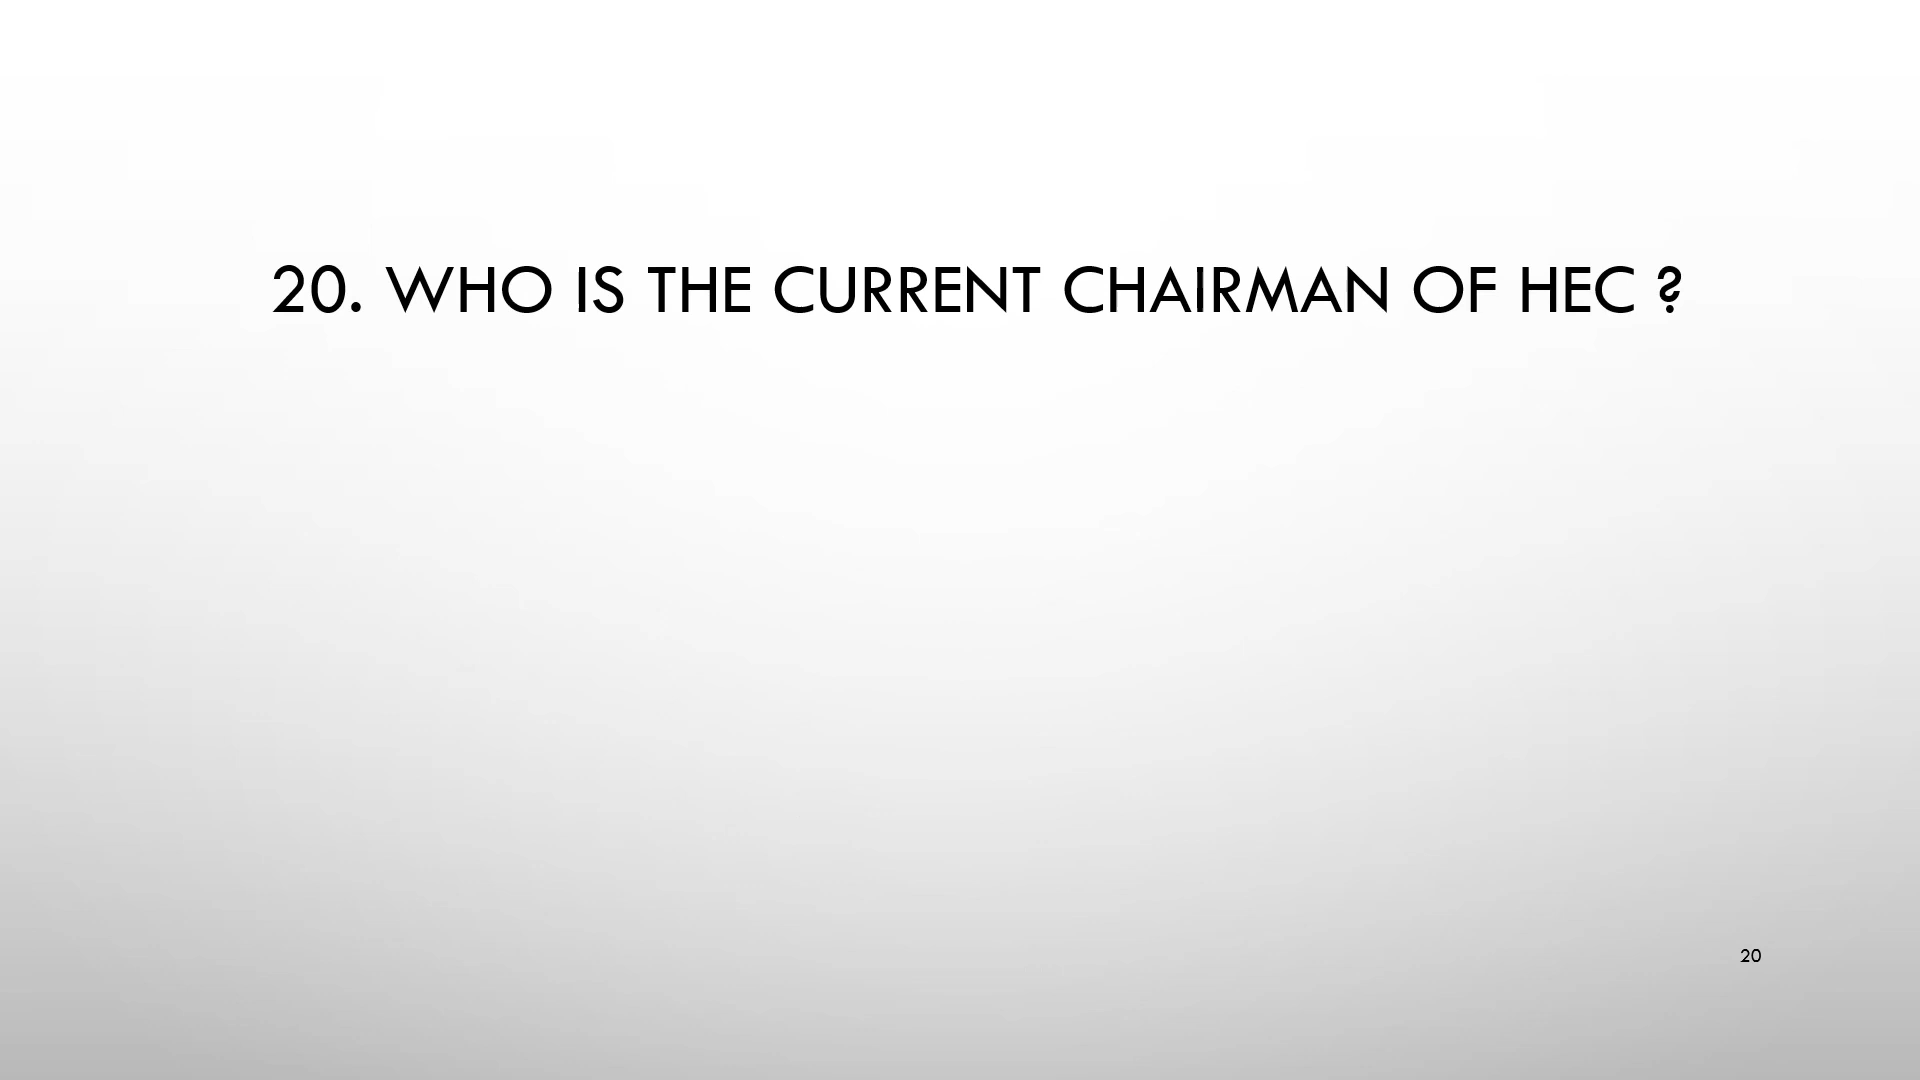 20. WHO IS THE CURRENT CHAIRMAN OF HEC ?
20